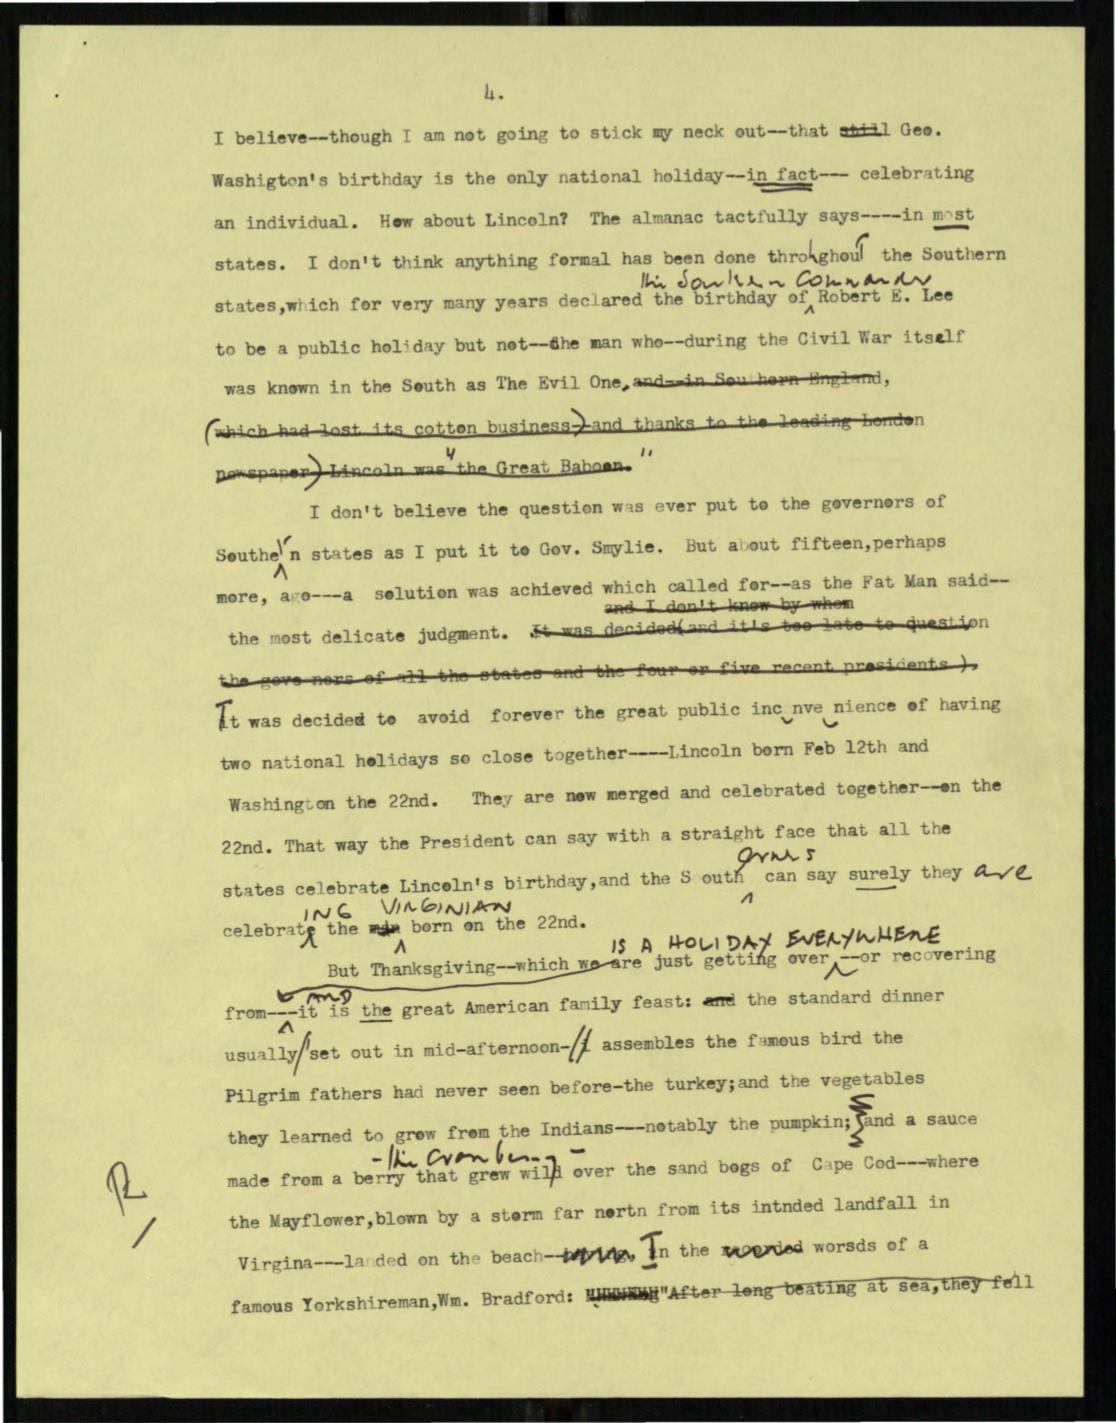 4.
I believe--though I am not going to stick my neck out--that still Geo.
Washigton's birthday is the only national holiday--in fact--- celebrating
an individual. How about Lincoln? The almanac tactfully says----in most
states. I don't think anything formal has been done throughout the Southern
the Southern Commander
states,which for very many years declared the birthday of Robert E. Lee
to be a public holiday but not--the man who--during the Civil War itself
was known in the South as The Evil One, and--in Southern England,
(which had lost its cotton business-) and thanks to the leading London
newspaper) Lincoln was "the Great Baboon."
I don't believe the question was ever put to the governors of
Southern states as I put it to Gov. Smylie. But about fifteen,perhaps
more, ago---a solution was achieved which called for--as the Fat Man said--
and I don't know by whom
the most delicate judgment. It was decided(and it's too late to question
the gove nors of all the states and the four or five recent presidents ),
It was decided to avoid forever the great public inc nve nience of having
two national holidays so close together----Lincoln born Feb 12th and
Washington the 22nd. They are now merged and celebrated together--on the
22nd. That way the President can say with a straight face that all the
erners
states celebrate Lincoln's birthday,and the South can say surely they are
ING VIRGINIAN
celebrate the man born on the 22nd.
IS A HOLIDAY EVERYWHERE
But Thanksgiving--which we are just getting over,--or recovering
AND
from---it is the great American family feast: and the standard dinner
usually set out in mid-afternoon- assembles the famous bird the
Pilgrim fathers had never seen before-the turkey;and the vegetables
they learned to grow from the Indians---notably the pumpkin; and a sauce
-the cranberry-
made from a berry that grew wild over the sand bogs of Cape Cod---where
the Mayflower,blown by a storm far nortn from its intnded landfall in
Virgina---landed on the beach-- In the worsds of a
famous Yorkshireman,Wm. Bradford: "After long beating at sea,they fell